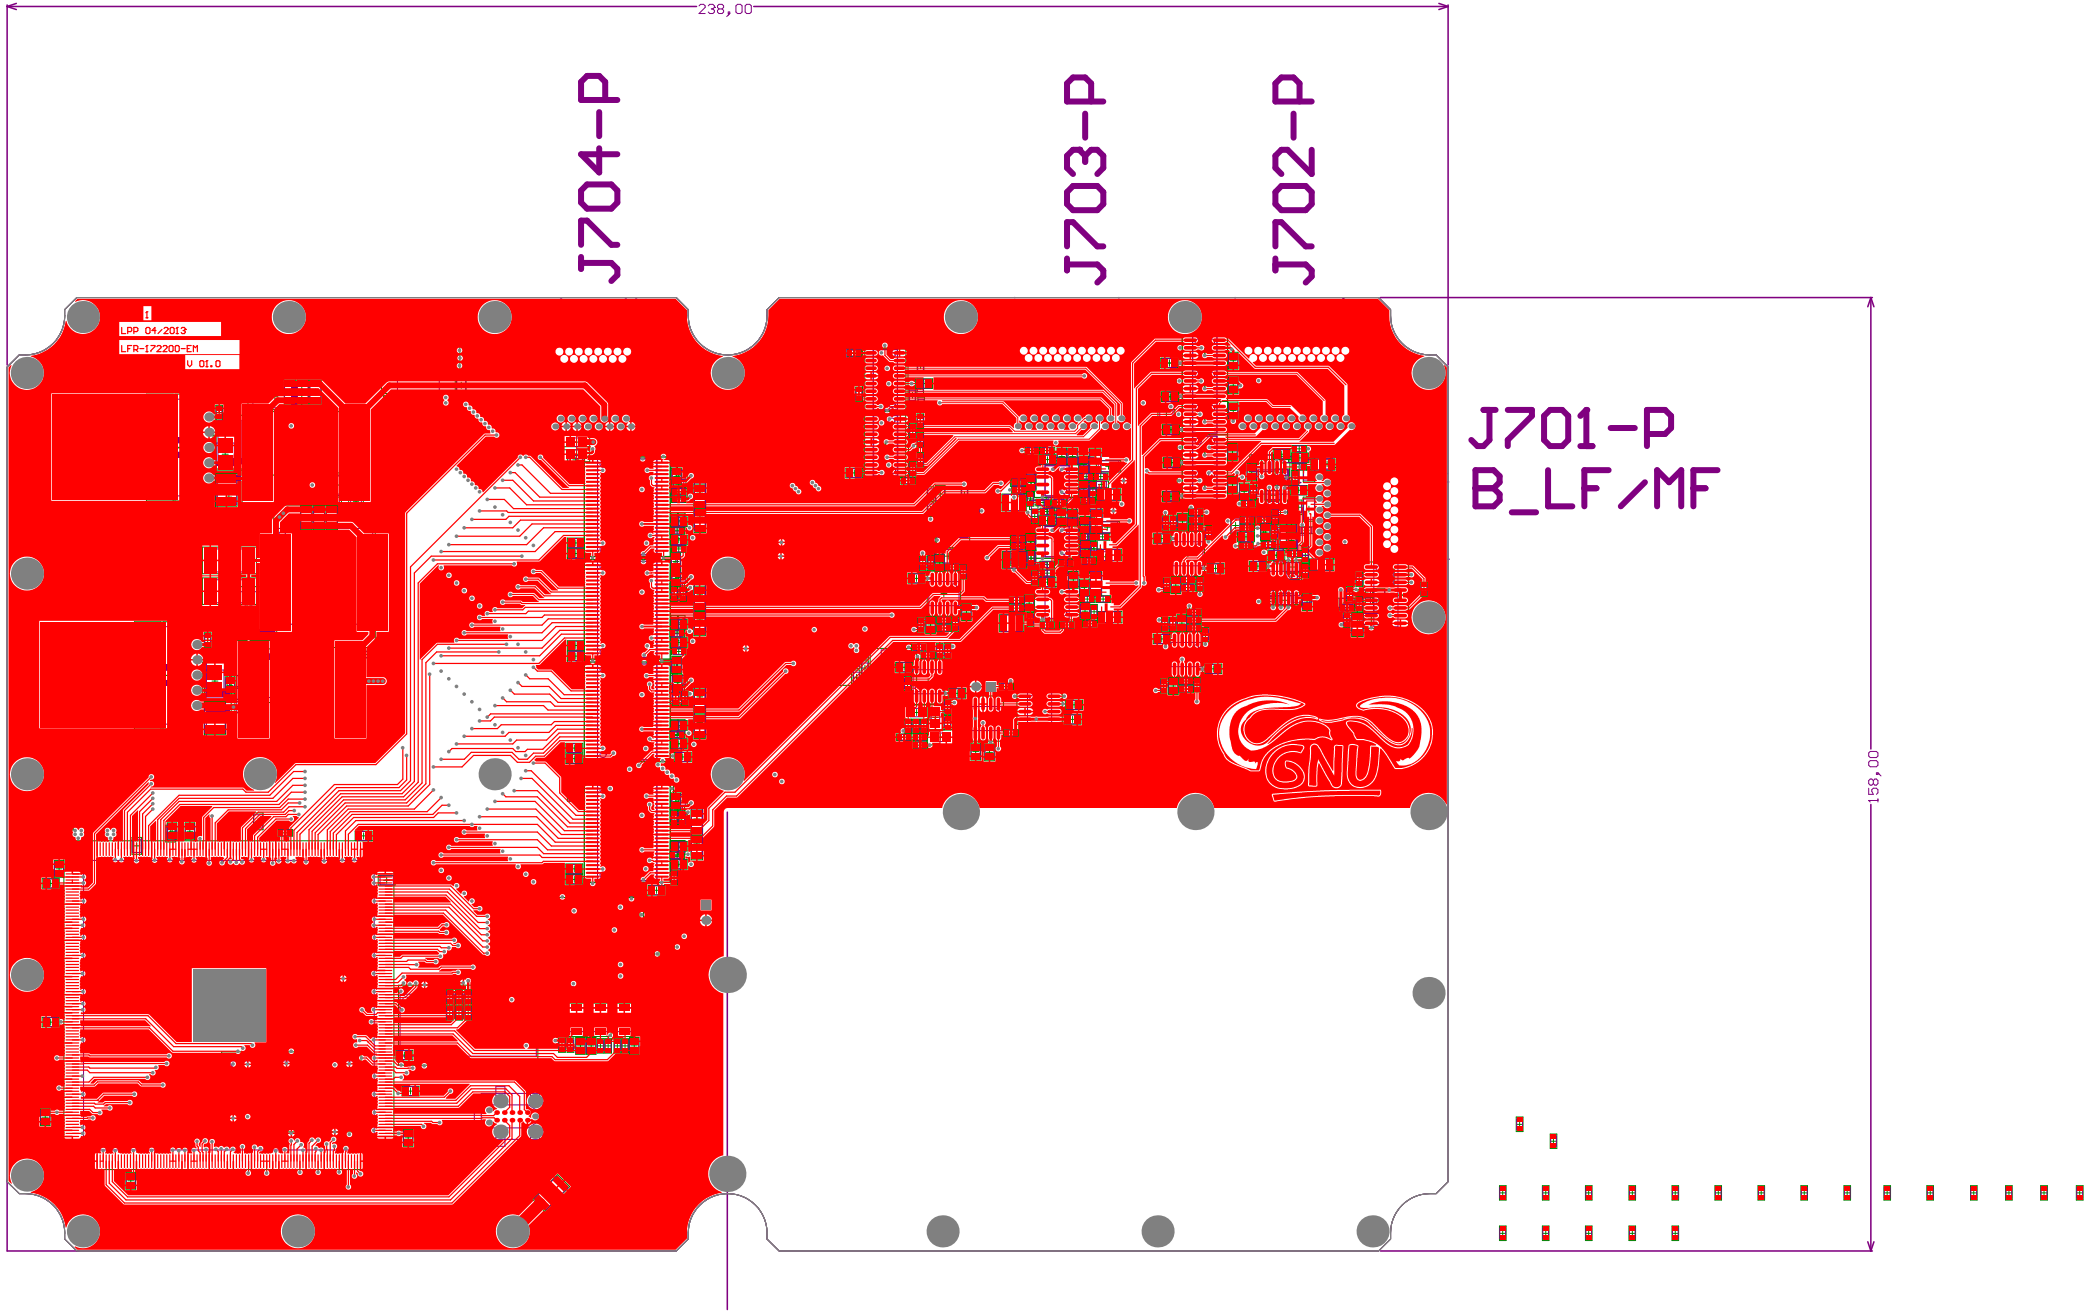 238,00
J704-P
J703-P
J702-P
1
LPP 04/2013
LFR-172200-EM
V 01.0
J701-P
B_LF/MF
GNU
158,00